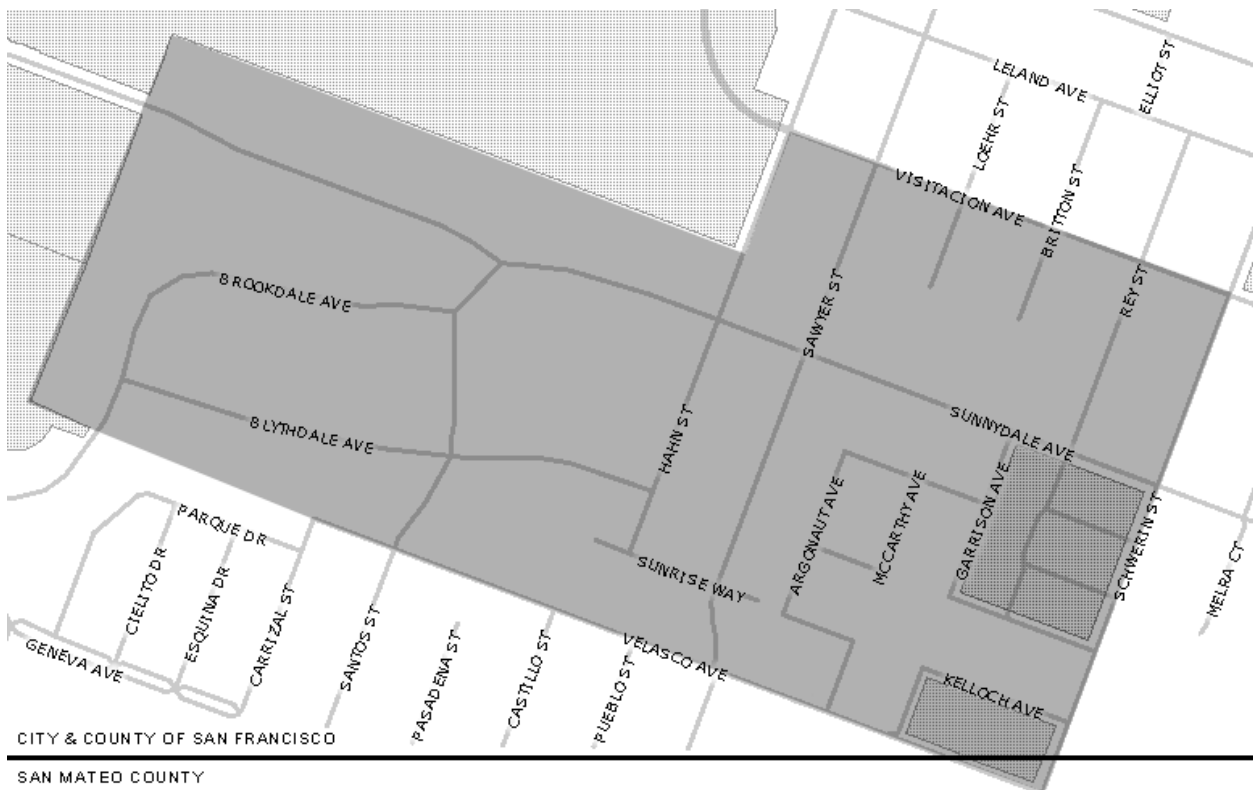 LELAND AVE
ELLIOT ST
LOEHR ST
VISITACION AVE
BRITTON ST
REY ST
BROOKDALE AVE
SAWYER ST
BLYTHDALE AVE
HAHN ST
SUNNYDALE AVE
PARQUE DR
CIELITO DR
ESQUINA DR
CARRIZAL ST
GENEVA AVE
SANTOS ST
PASADENA ST
CASTILLO ST
PUEBLO ST
VELASCO AVE
SUNRISE WAY
ARGONAUT AVE
MCCARTHY AVE
GARRISON AVE
SCHWERIN ST
MELRA CT
KELLOCH AVE
CITY & COUNTY OF SAN FRANCISCO
SAN MATEO COUNTY